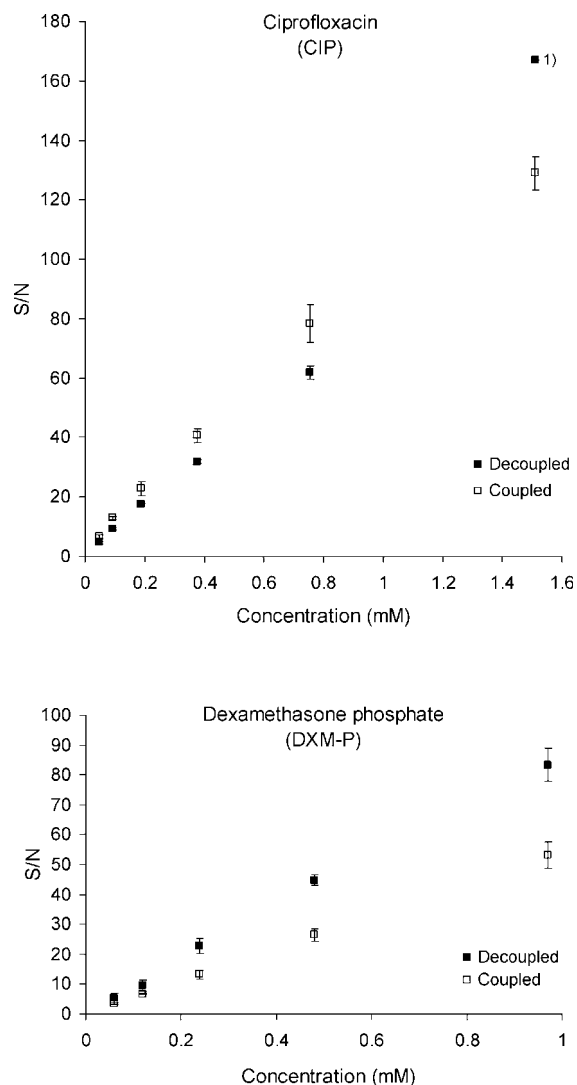 Ciprofloxacin
(CIP)
180
160
140
120
100
80
60
40
20
0
S/N
1)
Decoupled
Coupled
0 0.2 0.4 0.6 0.8 1 1.2 1.4 1.6
Concentration (mM)
Dexamethasone phosphate
(DXM-P)
100
90
80
70
60
50
40
30
20
10
0
S/N
Decoupled
Coupled
0 0.2 0.4 0.6 0.8 1
Concentration (mM)